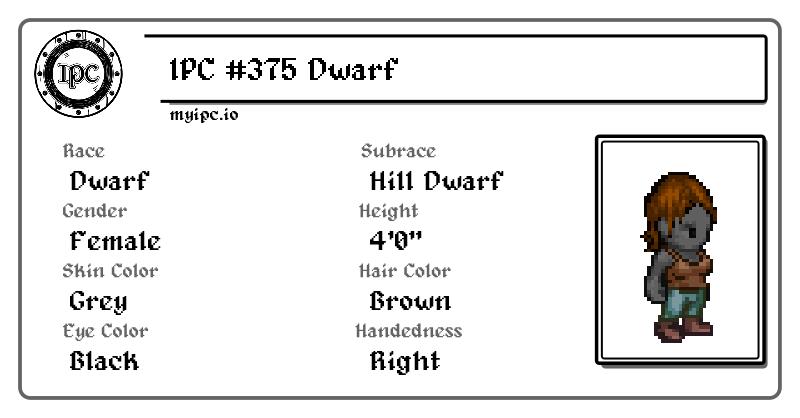 IPC
IPC #375 Dwarf
myipc.io
Race
Dwarf
Subrace
Hill Dwarf
Gender
Female
Height
4'0"
Skin Color
Grey
Hair Color
Brown
Eye Color
Black
Handedness
Right